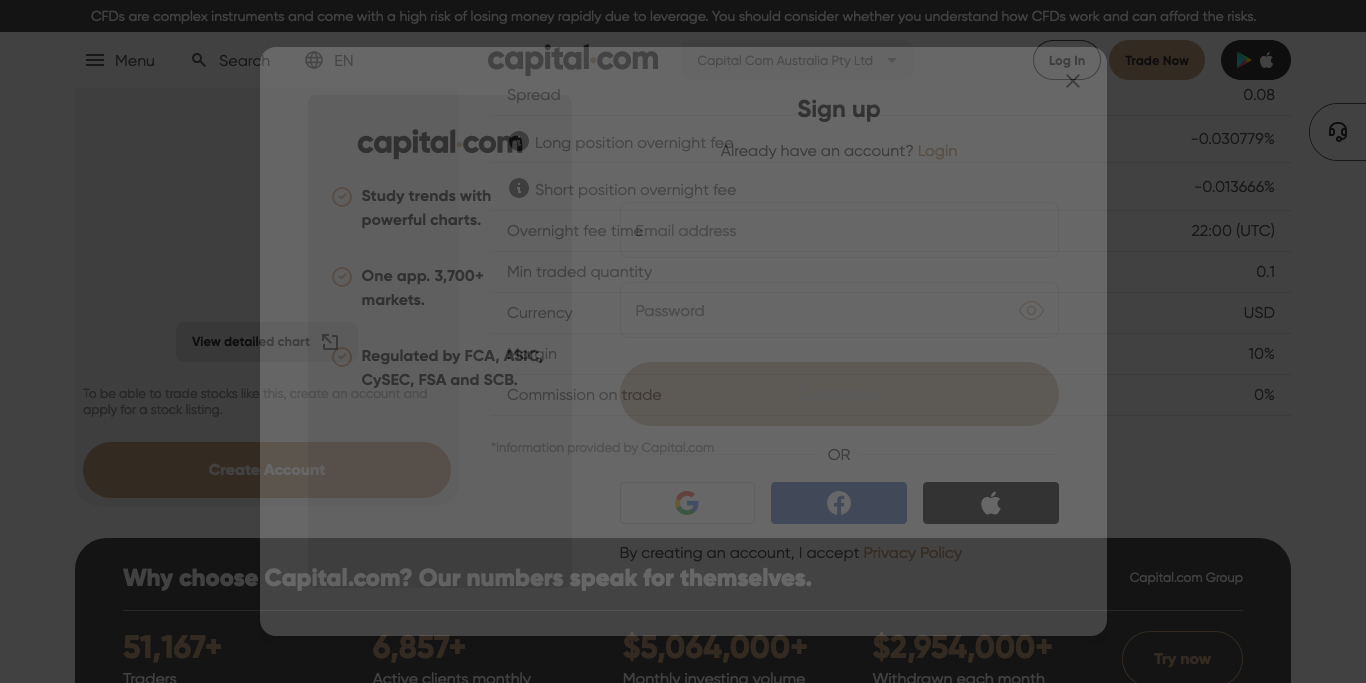 CFDs are complex instruments and come with a high risk of losing money rapidly due to leverage. You should consider whether you understand how CFDs work and can afford the risks.
Menu
Search
EN
capital.com
Capital Com Australia Pty Ltd
Log In
Trade Now
Spread
0.08
Long position overnight fee
-0.030779%
Short position overnight fee
-0.013666%
Overnight fee time
22:00 (UTC)
Min traded quantity
0.1
Currency
USD
Margin
10%
Commission on trade
0%
*Information provided by Capital.com
View detailed chart
To be able to trade stocks like this, create an account and
apply for a stock listing.
Create Account
capital.com
Study trends with
powerful charts.
One app. 3,700+
markets.
Regulated by FCA, ASIC,
CySEC, FSA and SCB.
Sign up
Already have an account? Login
Email address
Password
OR
By creating an account, I accept Privacy Policy
Why choose Capital.com? Our numbers speak for themselves.
Capital.com Group
51,167+
Traders
6,857+
Active clients monthly
$5,064,000+
Monthly investing volume
$2,954,000+
Withdrawn each month
Try now